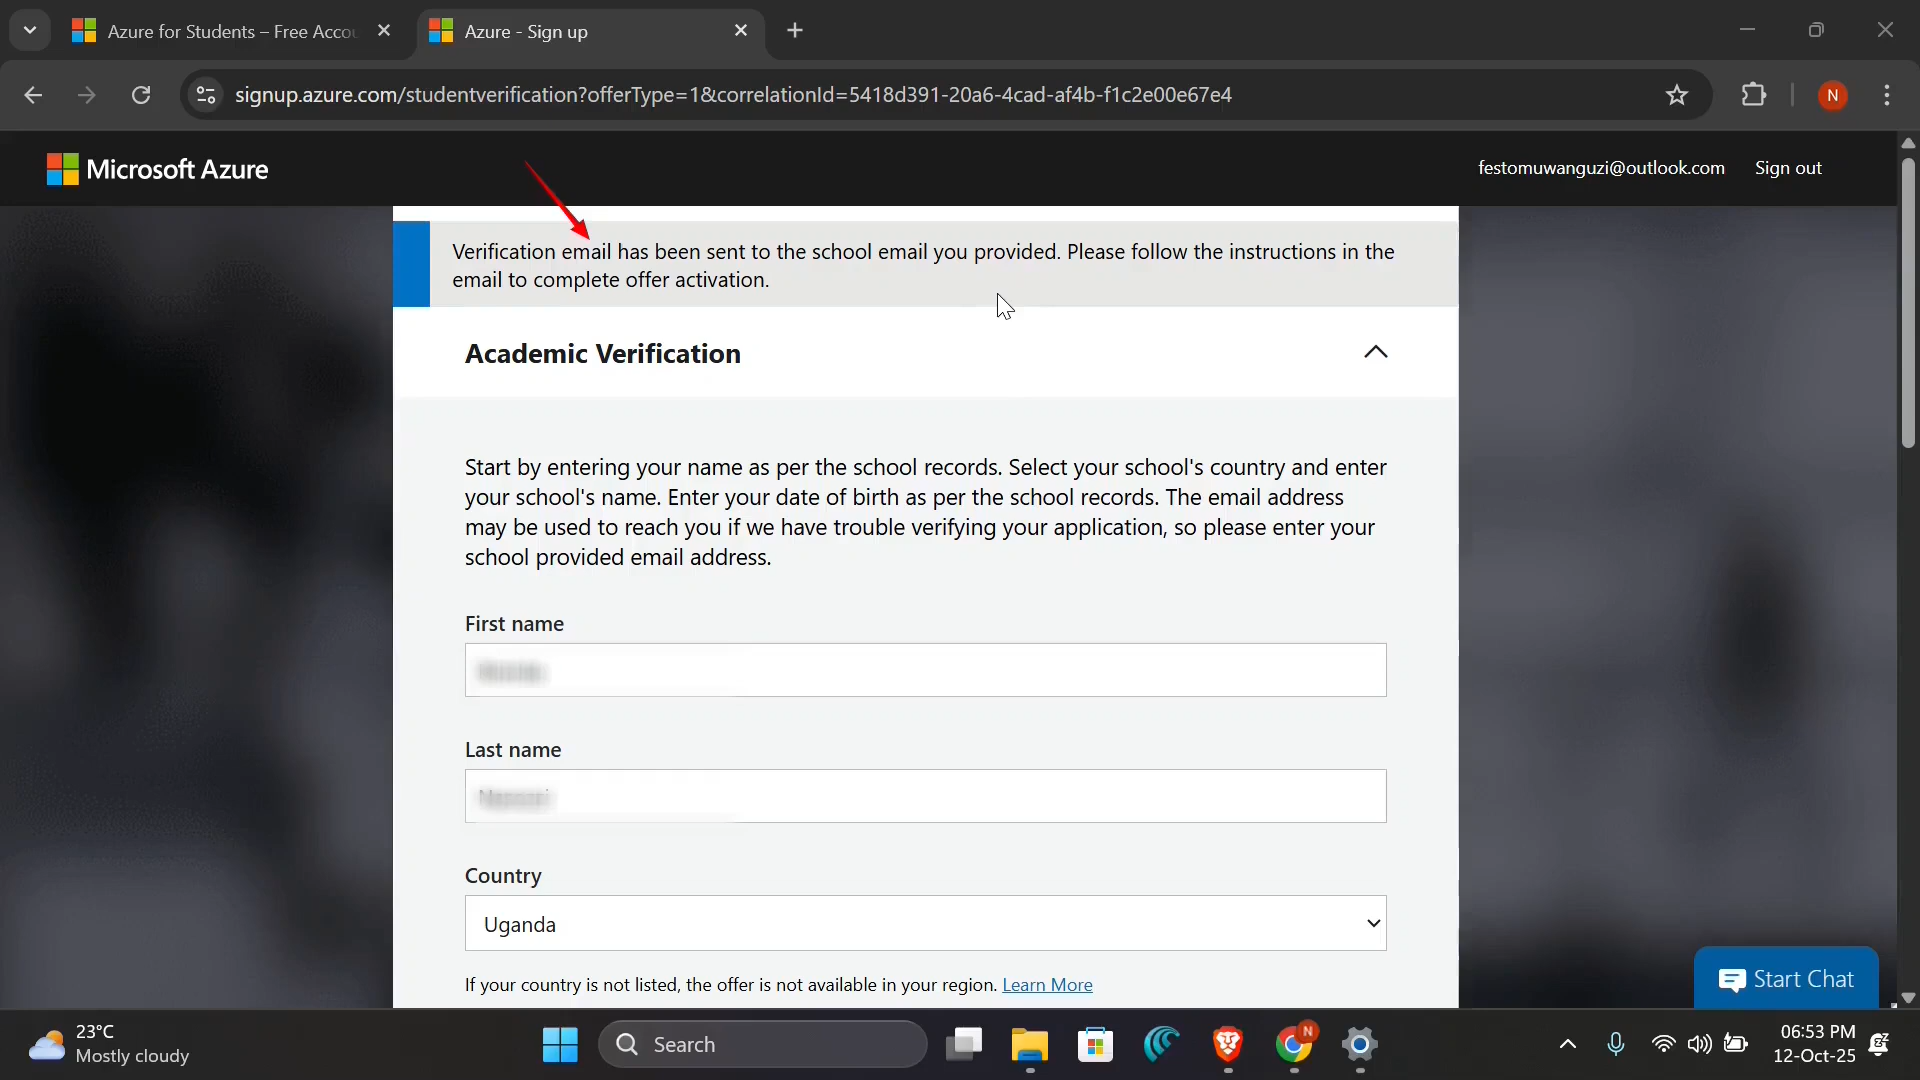 Azure for Students – Free Accou
Azure - Sign up
signup.azure.com/studentverification?offerType=1&correlationId=5418d391-20a6-4cad-af4b-f1c2e00e67e4
N
Microsoft Azure
festomuwanguzi@outlook.com
Sign out
Verification email has been sent to the school email you provided. Please follow the instructions in the
email to complete offer activation.
Academic Verification
Start by entering your name as per the school records. Select your school's country and enter
your school's name. Enter your date of birth as per the school records. The email address
may be used to reach you if we have trouble verifying your application, so please enter your
school provided email address.
First name
Last name
Country
Uganda
If your country is not listed, the offer is not available in your region. Learn More
Start Chat
23°C
Mostly cloudy
Search
N
06:53 PM
12-Oct-25